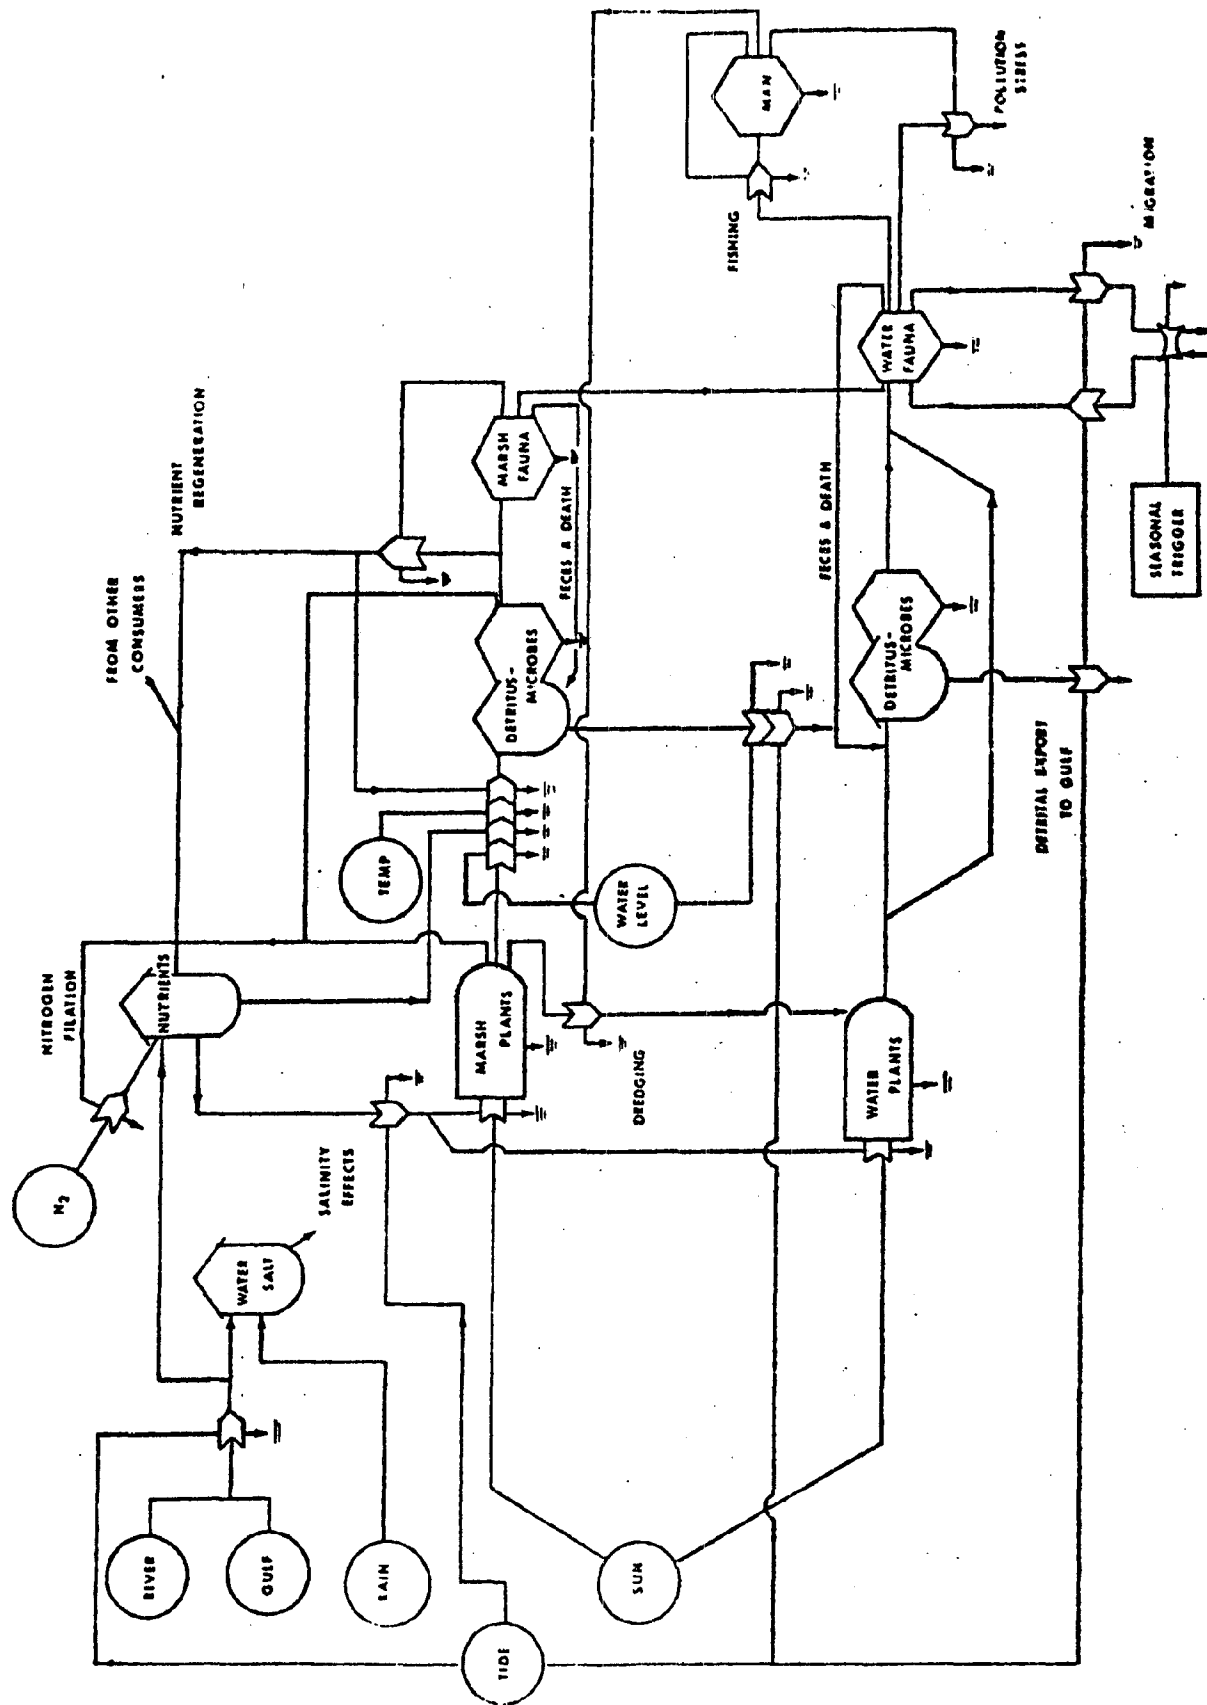 RIVER
GULF
RAIN
TIDE
SUN
N2
WATER
SALT
SALINITY
EFFECTS
NITROGEN
FILATION
NUTRIENTS
FROM OTHER
CONSUMERS
NUTRIENT
REGENERATION
TEMP
MARSH
PLANTS
DREDGING
WATER
LEVEL
DETRITUS-
MICROBES
FECES & DEATH
MARSH
FAUNA
WATER
PLANTS
DETRITUS-
MICROBES
FECES & DEATH
WATER
FAUNA
FISHING
MAN
POLLUTION
STRESS
MIGRATION
SEASONAL
TRIGGER
DETRITAL EXPORT
TO GULF